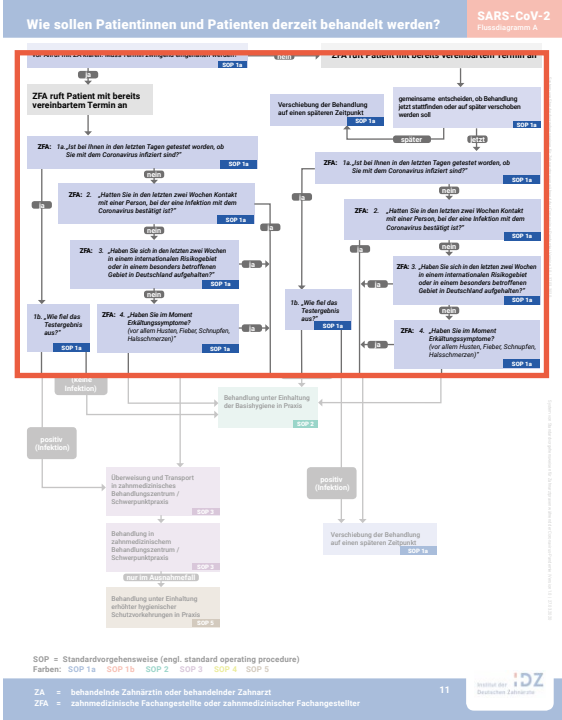 Wie sollen Patientinnen und Patienten derzeit behandelt werden?
SARS-CoV-2
Flussdiagramm A
SOP 1a
nein
ZFA ruft Patient mit bereits vereinbartem Termin an
ja
ZFA ruft Patient mit bereits
vereinbartem Termin an
Verschiebung der Behandlung
auf einen späteren Zeitpunkt
SOP 1a
gemeinsame entscheiden, ob Behandlung
jetzt stattfinden oder auf später verschoben
werden soll
SOP 1a
später
jetzt
ZFA: 1a. „Ist bei Ihnen in den letzten Tagen getestet worden, ob
Sie mit dem Coronavirus infiziert sind?"
SOP 1a
nein
ja
ZFA: 2. „Hatten Sie in den letzten zwei Wochen Kontakt
mit einer Person, bei der eine Infektion mit dem
Coronavirus bestätigt ist?"
SOP 1a
ja
nein
ZFA: 3. „Haben Sie sich in den letzten zwei Wochen
in einem internationalen Risikogebiet
oder in einem besonders betroffenen
Gebiet in Deutschland aufgehalten?"
SOP 1a
ja
nein
1b. „Wie fiel das
Testergebnis
aus?"
SOP 1a
ZFA: 4. „Haben Sie im Moment
Erkältungssymptome?
(vor allem Husten, Fieber, Schnupfen,
Halsschmerzen)"
SOP 1a
ja
ZFA: 1a. „Ist bei Ihnen in den letzten Tagen getestet worden, ob
Sie mit dem Coronavirus infiziert sind?"
SOP 1a
nein
ja
ZFA: 2. „Hatten Sie in den letzten zwei Wochen Kontakt
mit einer Person, bei der eine Infektion mit dem
Coronavirus bestätigt ist?"
SOP 1a
ja
nein
ZFA: 3. „Haben Sie sich in den letzten zwei Wochen
in einem internationalen Risikogebiet
oder in einem besonders betroffenen
Gebiet in Deutschland aufgehalten?"
SOP 1a
ja
nein
1b. „Wie fiel das
Testergebnis
aus?"
SOP 1a
ZFA: 4. „Haben Sie im Moment
Erkältungssymptome?
(vor allem Husten, Fieber, Schnupfen,
Halsschmerzen)"
SOP 1a
ja
(keine
Infektion)
Behandlung unter Einhaltung
der Basishygiene in Praxis
SOP 2
positiv
(Infektion)
Überweisung und Transport
in zahnmedizinisches
Behandlungszentrum /
Schwerpunktpraxis
SOP 3
positiv
(Infektion)
Behandlung in
zahnmedizinischem
Behandlungszentrum /
Schwerpunktpraxis
SOP 3
Verschiebung der Behandlung
auf einen späteren Zeitpunkt
SOP 1a
nur im Ausnahmefall
Behandlung unter Einhaltung
erhöhter hygienischer
Schutzvorkehrungen in Praxis
SOP 5
SOP = Standardvorgehensweise (engl. standard operating procedure)
Farben: SOP 1a SOP 1b SOP 2 SOP 3 SOP 4 SOP 5
ZA = behandelnde Zahnärztin oder behandelnder Zahnarzt
ZFA = zahnmedizinische Fachangestellte oder zahnmedizinischer Fachangestellter
11
IDZ
Institut der
Deutschen Zahnärzte